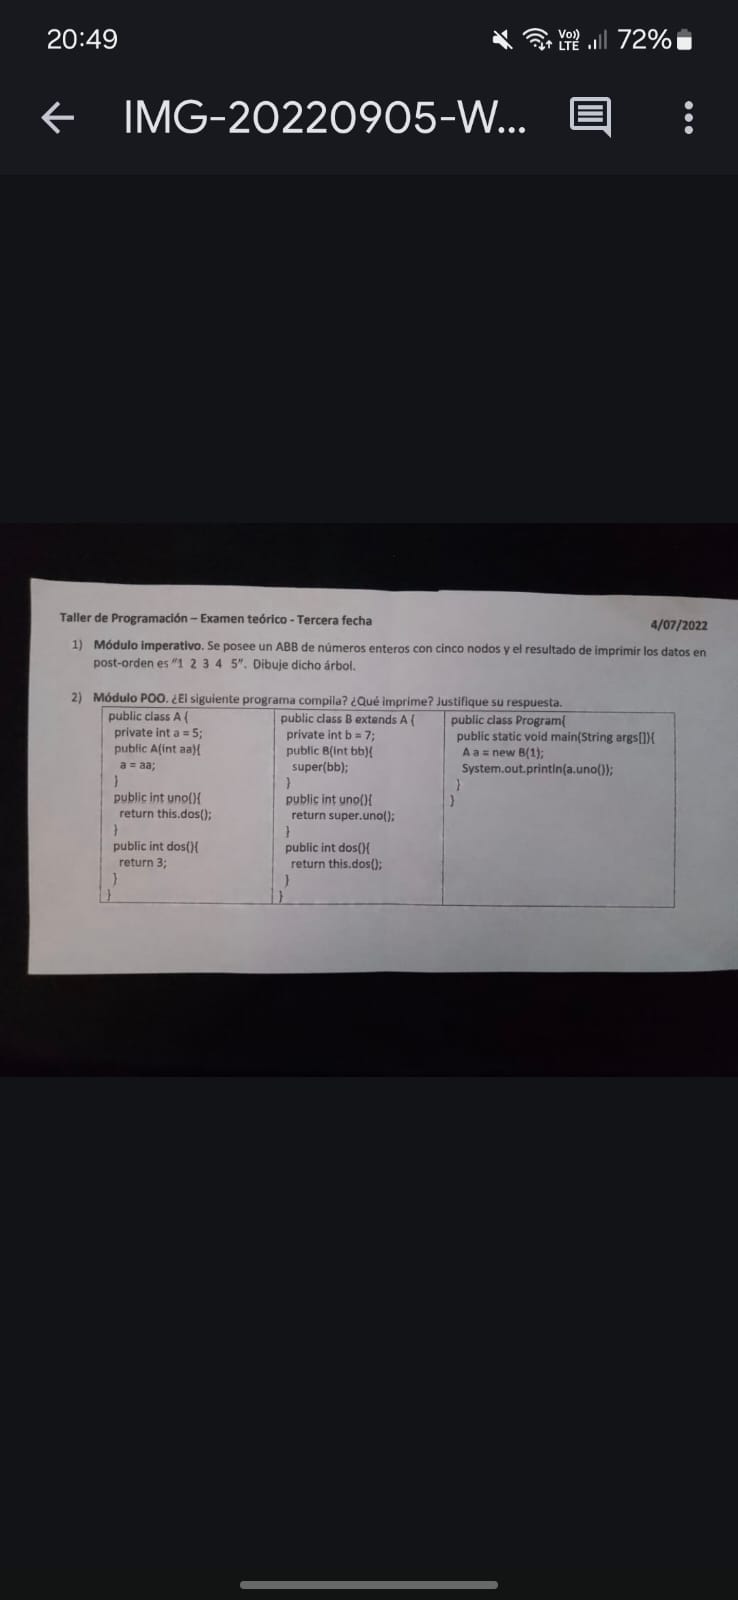 20:49 Vo)) LTE 72%
IMG-20220905-W...
Taller de Programación – Examen teórico - Tercera fecha
4/07/2022
1) Módulo imperativo. Se posee un ABB de números enteros con cinco nodos y el resultado de imprimir los datos en
post-orden es "1 2 3 4 5". Dibuje dicho árbol.
2) Módulo POO. ¿El siguiente programa compila? ¿Qué imprime? Justifique su respuesta.
public class A {
private int a = 5;
public A(int aa){
a = aa;
}
public int uno(){
return this.dos();
}
public int dos(){
return 3;
}
}
public class B extends A {
private int b = 7;
public B(int bb){
super(bb);
}
public int uno(){
return super.uno();
}
public int dos(){
return this.dos();
}
}
public class Program{
public static void main(String args[]){
A a = new B(1);
System.out.println(a.uno());
}
}